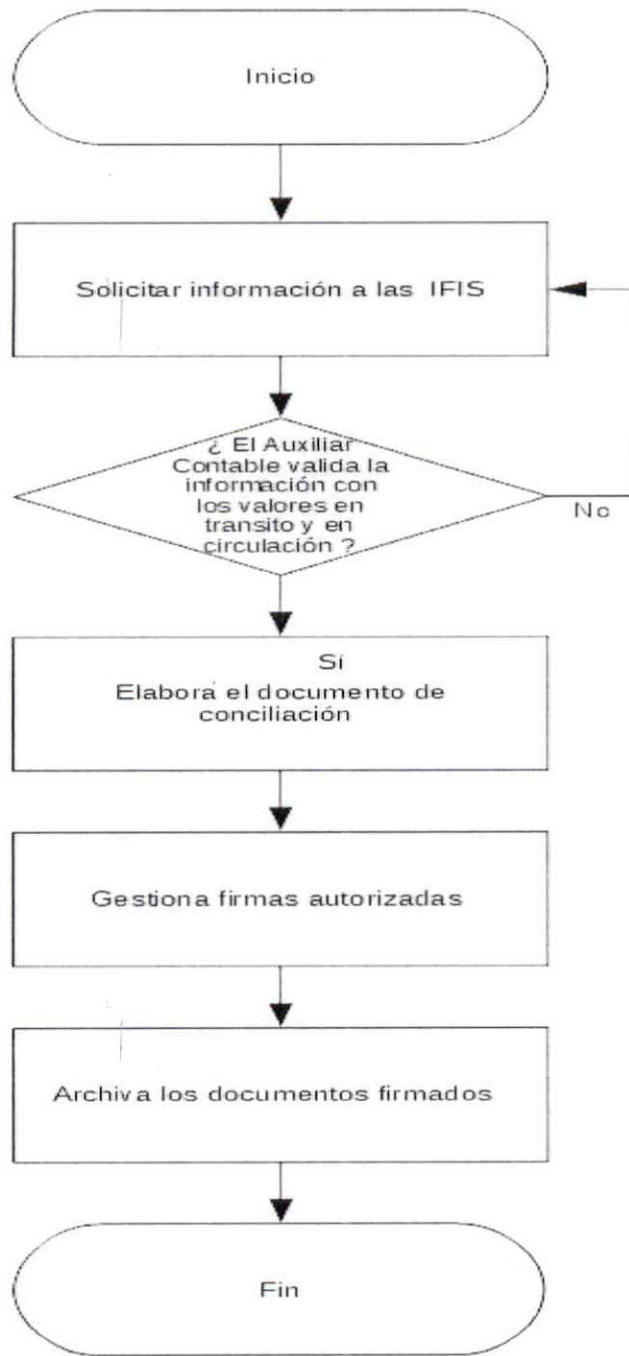 Inicio
Solicitar información a las IFIS
¿ El Auxiliar
Contable valida la
información con
los valores en
transito y en
circulación ?
No
Sí
Elabora el documento de
conciliación
Gestiona firmas autorizadas
Archiva los documentos firmados
Fin